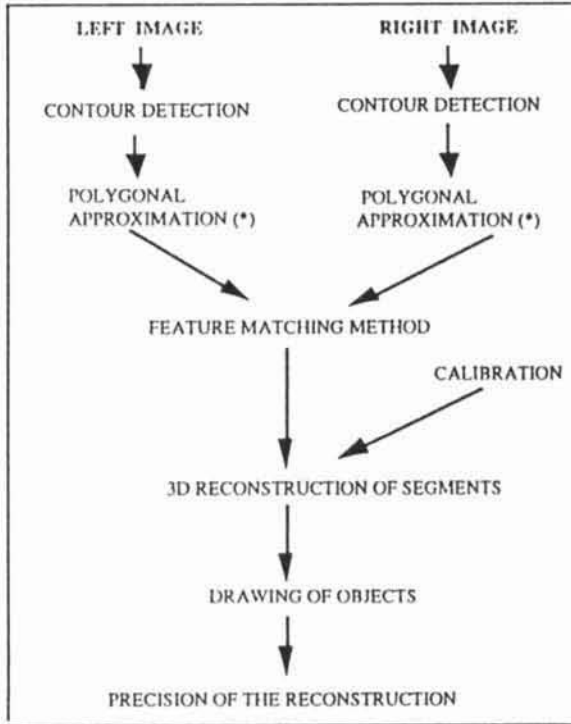 LEFT IMAGE
RIGHT IMAGE
CONTOUR DETECTION
CONTOUR DETECTION
POLYGONAL
APPROXIMATION (*)
POLYGONAL
APPROXIMATION (*)
FEATURE MATCHING METHOD
CALIBRATION
3D RECONSTRUCTION OF SEGMENTS
DRAWING OF OBJECTS
PRECISION OF THE RECONSTRUCTION